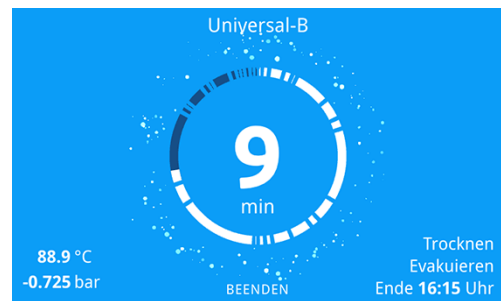 Universal-B
9
min
88.9 °C
-0.725 bar
BEENDEN
Trocknen
Evakuieren
Ende 16:15 Uhr